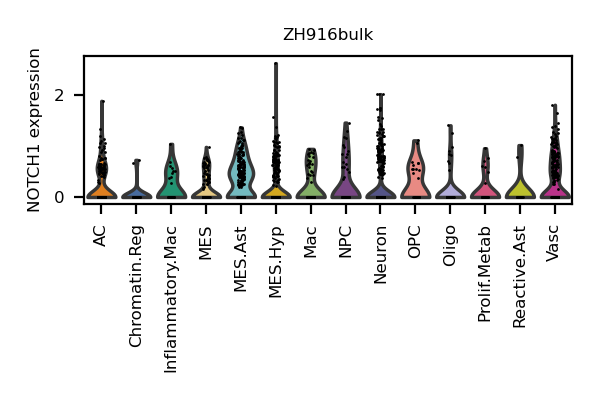 ZH916bulk
NOTCH1 expression
2
0
AC
Chromatin.Reg
Inflammatory.Mac
MES
MES.Ast
MES.Hyp
Mac
NPC
Neuron
OPC
Oligo
Prolif.Metab
Reactive.Ast
Vasc